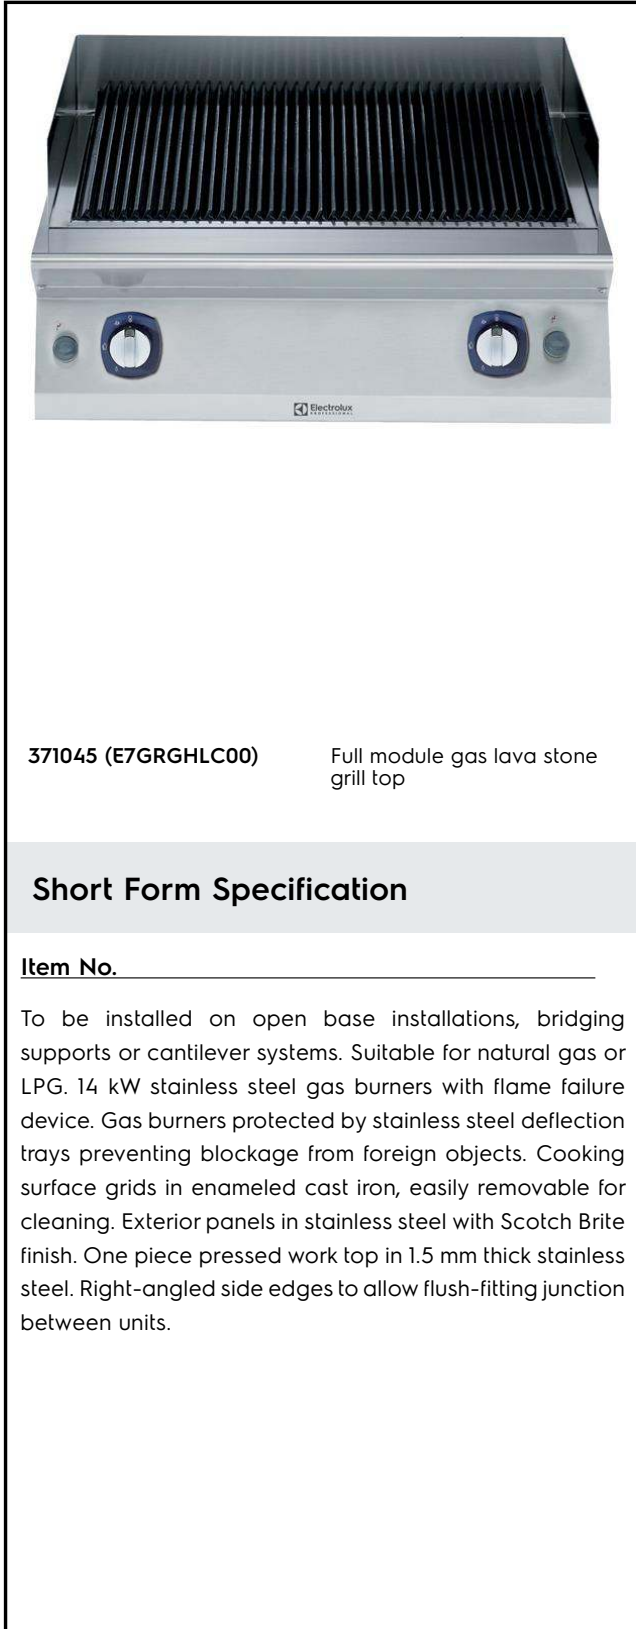 Electrolux
PROFESSIONAL
371045 (E7GRGHLC00)
Full module gas lava stone
grill top
Short Form Specification
Item No.
To be installed on open base installations, bridging
supports or cantilever systems. Suitable for natural gas or
LPG. 14 kW stainless steel gas burners with flame failure
device. Gas burners protected by stainless steel deflection
trays preventing blockage from foreign objects. Cooking
surface grids in enameled cast iron, easily removable for
cleaning. Exterior panels in stainless steel with Scotch Brite
finish. One piece pressed work top in 1.5 mm thick stainless
steel. Right-angled side edges to allow flush-fitting junction
between units.